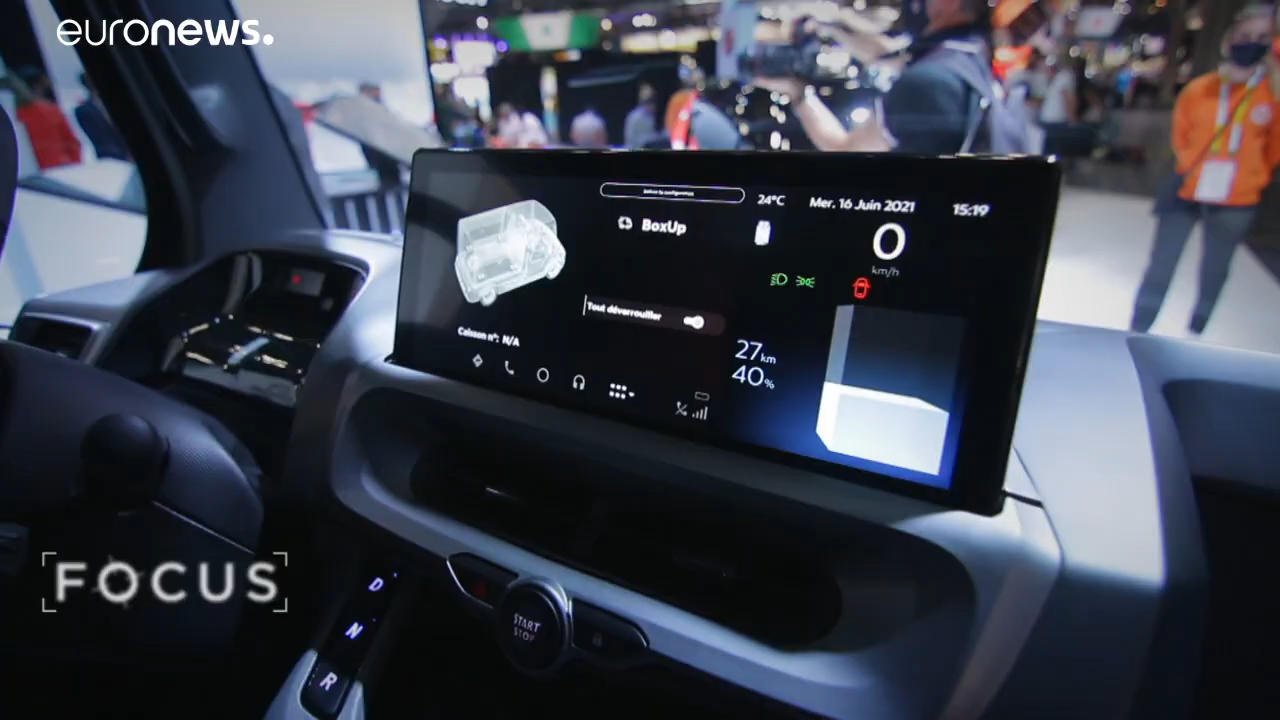 euronews.
24°C
Mer. 16 Juin 2021
15:19
BoxUp
0
km/h
Tout déverrouiller
Caisson n°: N/A
27km
40%
FOCUS
D
N
R
START
STOP